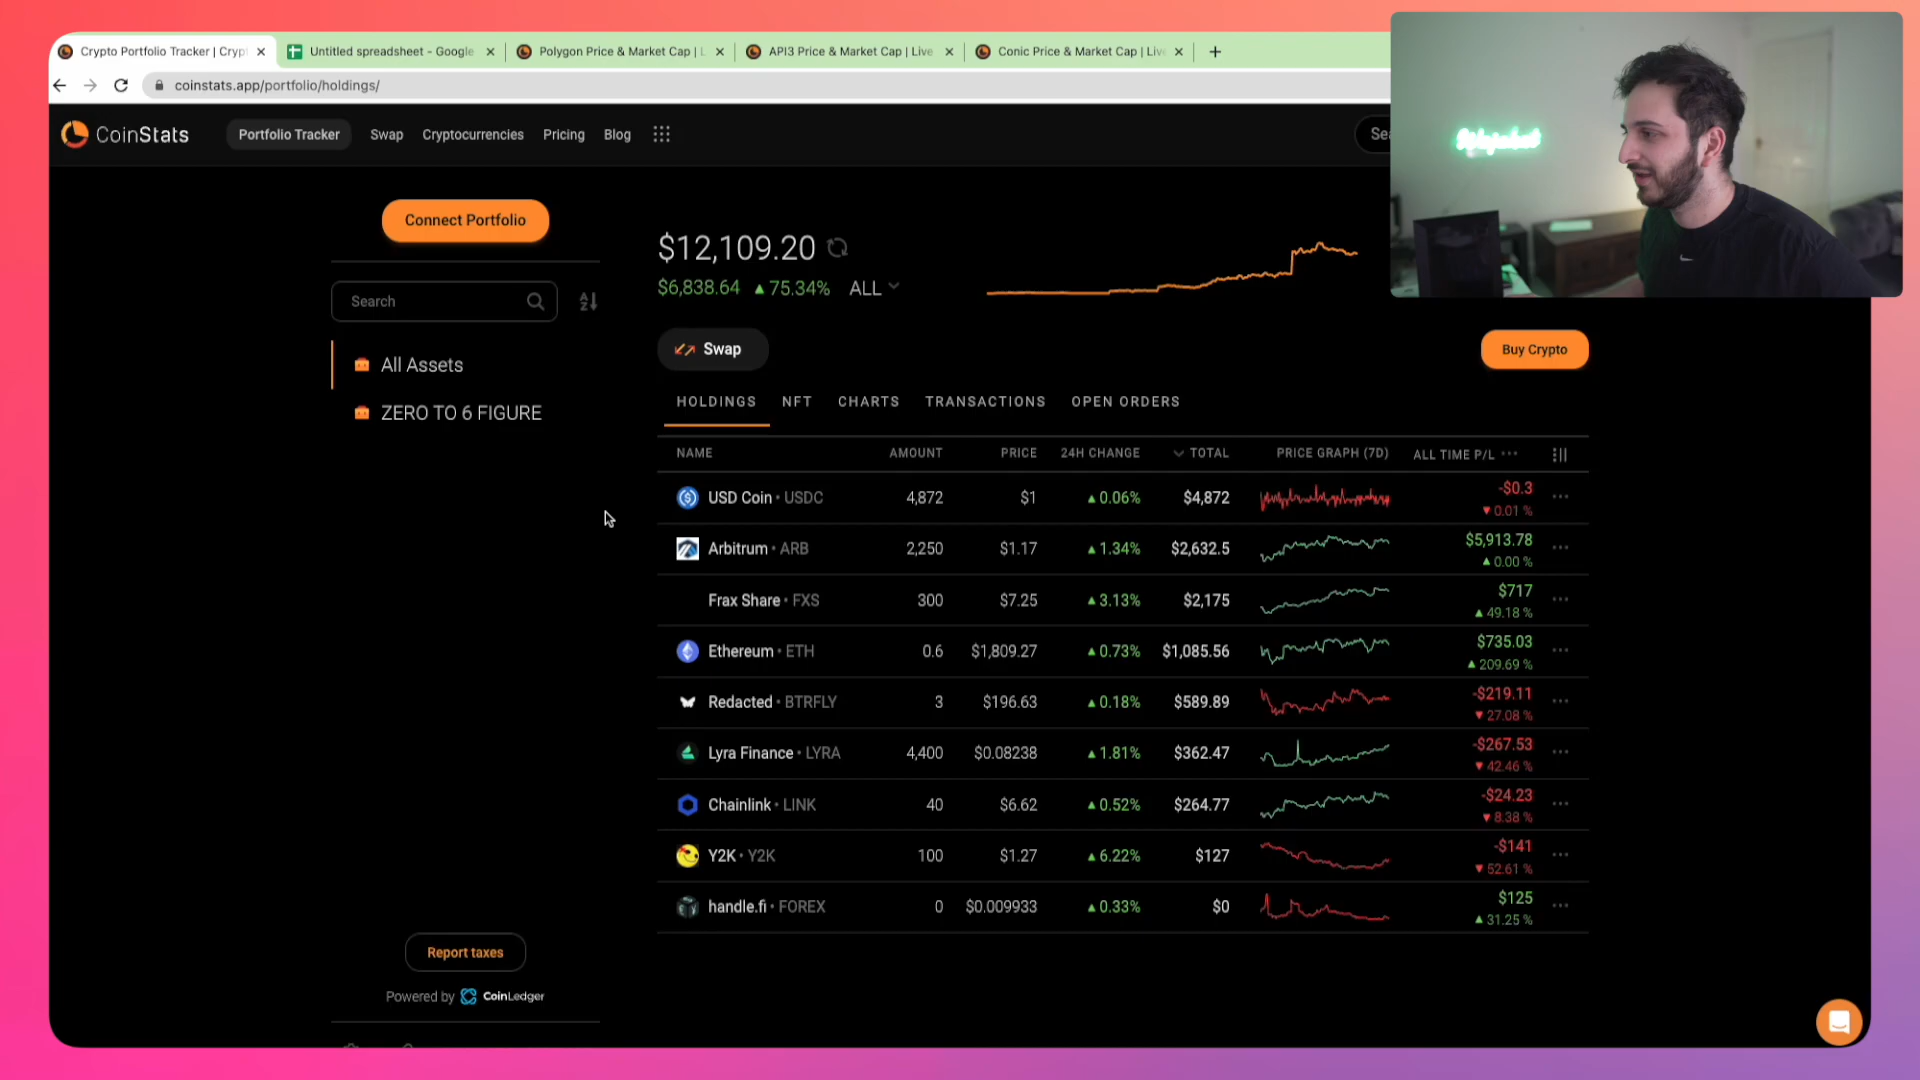 Crypto Portfolio Tracker | Crypt
Untitled spreadsheet - Google
Polygon Price & Market Cap | L
API3 Price & Market Cap | Live
Conic Price & Market Cap | Live
coinstats.app/portfolio/holdings/
CoinStats
Portfolio Tracker
Swap
Cryptocurrencies
Pricing
Blog
Sea
Connect Portfolio
Search
All Assets
ZERO TO 6 FIGURE
Report taxes
Powered by CoinLedger
$12,109.20
$6,838.64 ▲ 75.34% ALL
Swap
Buy Crypto
HOLDINGS NFT CHARTS TRANSACTIONS OPEN ORDERS
NAME AMOUNT PRICE 24H CHANGE TOTAL PRICE GRAPH (7D) ALL TIME P/L
USD Coin • USDC 4,872 $1 ▲ 0.06% $4,872 -$0.3
▼ 0.01 %
Arbitrum • ARB 2,250 $1.17 ▲ 1.34% $2,632.5 $5,913.78
▲ 0.00 %
Frax Share • FXS 300 $7.25 ▲ 3.13% $2,175 $717
▲ 49.18 %
Ethereum • ETH 0.6 $1,809.27 ▲ 0.73% $1,085.56 $735.03
▲ 209.69 %
Redacted • BTRFLY 3 $196.63 ▲ 0.18% $589.89 -$219.11
▼ 27.08 %
Lyra Finance • LYRA 4,400 $0.08238 ▲ 1.81% $362.47 -$267.53
▼ 42.46 %
Chainlink • LINK 40 $6.62 ▲ 0.52% $264.77 -$24.23
▼ 8.38 %
Y2K • Y2K 100 $1.27 ▲ 6.22% $127 -$141
▼ 52.61 %
handle.fi • FOREX 0 $0.009933 ▲ 0.33% $0 $125
▲ 31.25 %